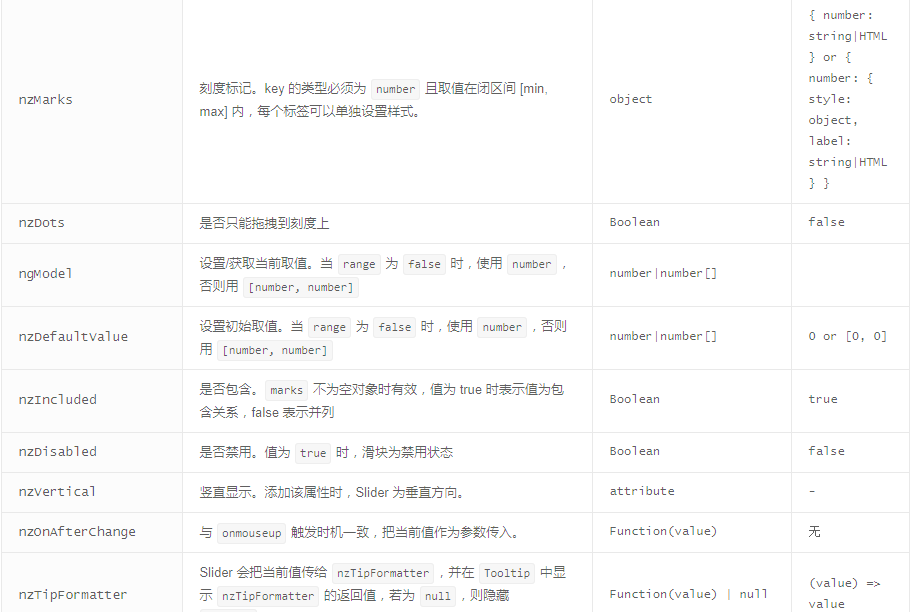 { number:
string|HTML
} or {
number: {
style:
object,
label:
string|HTML
} }
nzMarks
刻度标记。key 的类型必须为 number 且取值在闭区间 [min,
max] 内，每个标签可以单独设置样式。
object
nzDots
是否只能拖拽到刻度上
Boolean
false
ngModel
设置/获取当前取值。当 range 为 false 时，使用 number ，
否则用 [number, number]
number|number[]
nzDefaultValue
设置初始取值。当 range 为 false 时，使用 number ，否则
用 [number, number]
number|number[]
0 or [0, 0]
nzIncluded
是否包含。 marks 不为空对象时有效，值为 true 时表示值为包
含关系，false 表示并列
Boolean
true
nzDisabled
是否禁用。值为 true 时，滑块为禁用状态
Boolean
false
nzVertical
竖直显示。添加该属性时，Slider 为垂直方向。
attribute
-
nzOnAfterChange
与 onmouseup 触发时机一致，把当前值作为参数传入。
Function(value)
无
nzTipFormatter
Slider 会把当前值传给 nzTipFormatter ，并在 Tooltip 中显
示 nzTipFormatter 的返回值，若为 null ，则隐藏
Function(value) | null
(value) =>
value